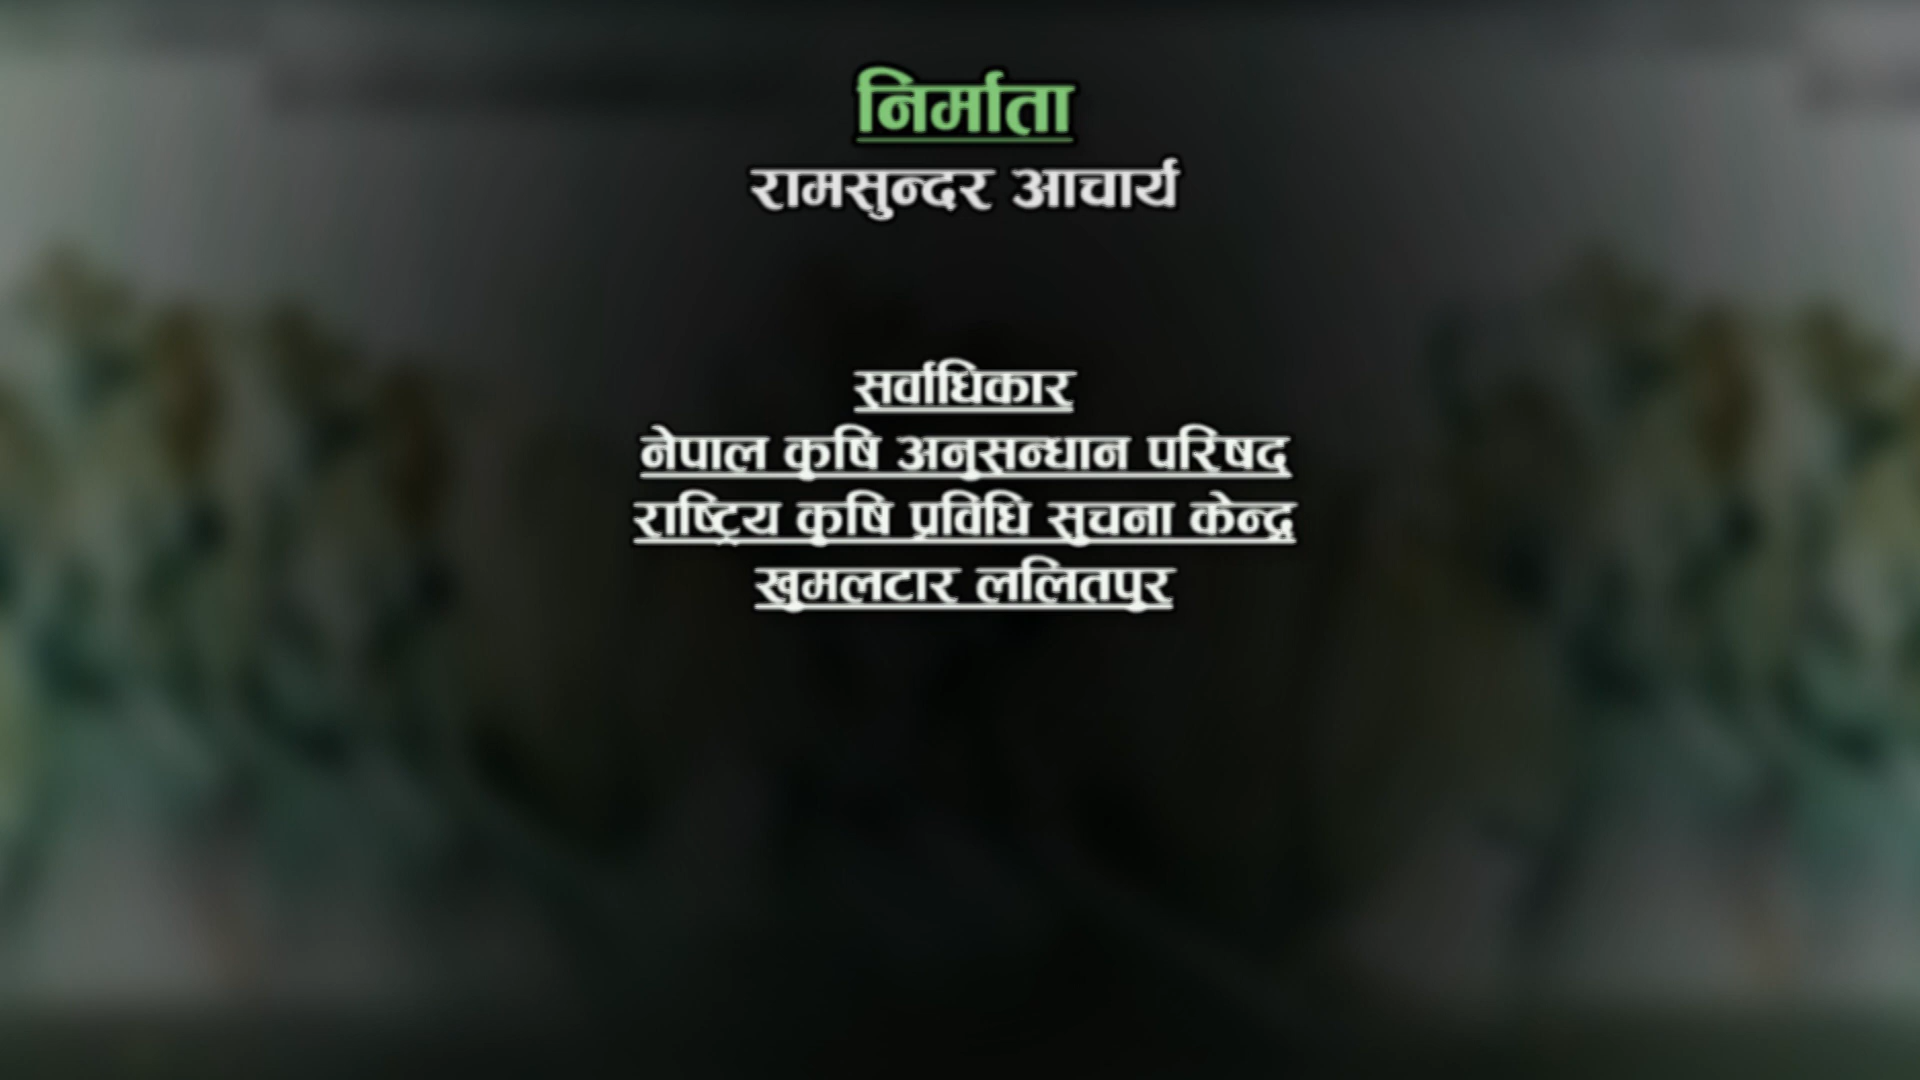 निर्माता
रामसुन्दर आचार्य
सर्वाधिकार
नेपाल कृषि अनुसन्धान परिषद
राष्ट्रिय कृषि प्रविधि सुचना केन्द्र
खुमलटार ललितपुर